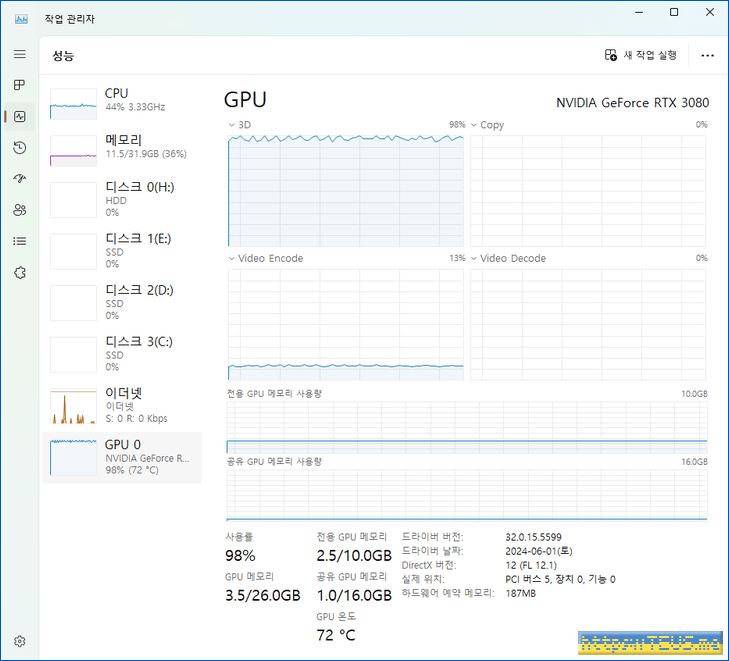 작업 관리자
성능
새 작업 실행
CPU
44% 3.33GHz
메모리
11.5/31.9GB (36%)
디스크 0(H:)
HDD
0%
디스크 1(E:)
SSD
0%
디스크 2(D:)
SSD
0%
디스크 3(C:)
SSD
0%
이더넷
이더넷
S: 0 R: 0 Kbps
GPU 0
NVIDIA GeForce R...
98% (72 °C)
GPU
NVIDIA GeForce RTX 3080
3D 98%
Copy 0%
Video Encode 13%
Video Decode 0%
전용 GPU 메모리 사용량 10.0GB
공유 GPU 메모리 사용량 16.0GB
사용률
98%
전용 GPU 메모리
2.5/10.0GB
GPU 메모리
3.5/26.0GB
공유 GPU 메모리
1.0/16.0GB
GPU 온도
72 °C
드라이버 버전: 32.0.15.5599
드라이버 날짜: 2024-06-01(토)
DirectX 버전: 12 (FL 12.1)
실제 위치: PCI 버스 5, 장치 0, 기능 0
하드웨어 예약 메모리: 187MB